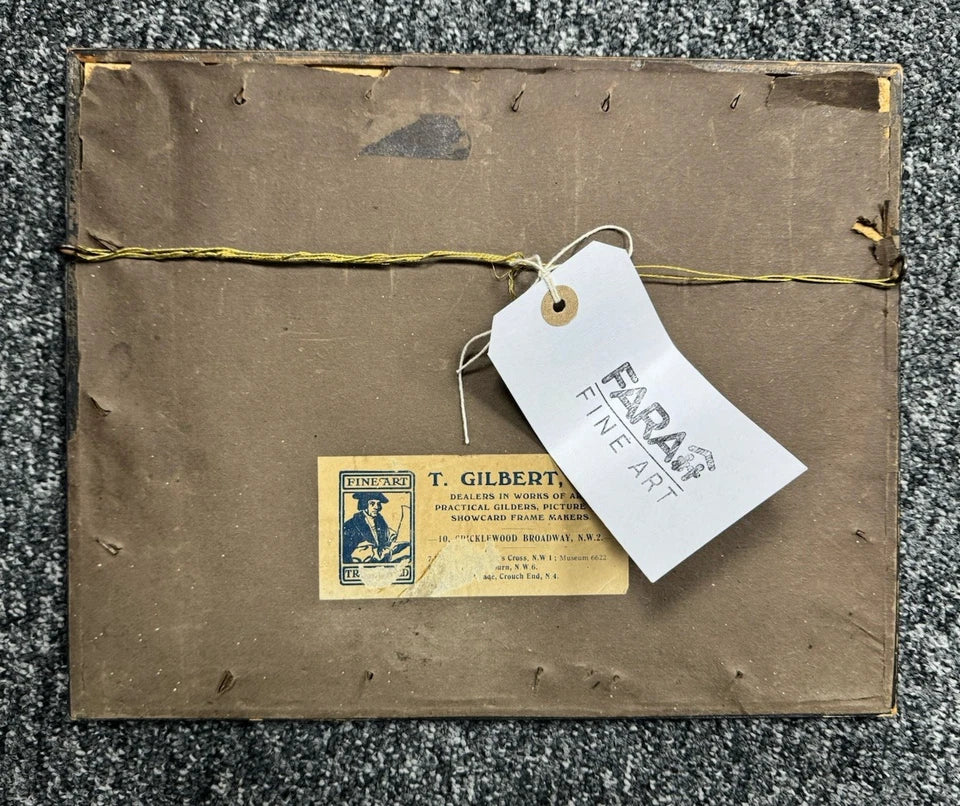 FARAH
FINE ART
FINE ART
T. GILBERT,
DEALERS IN WORKS OF
PRACTICAL GILDERS, PICTURE
SHOWCARD FRAME MAKERS
10, CRICKLEWOOD BROADWAY, N.W.2.
Cross, N.W 1 ; Museum 6622
N W 6.
Crouch End, N 4.